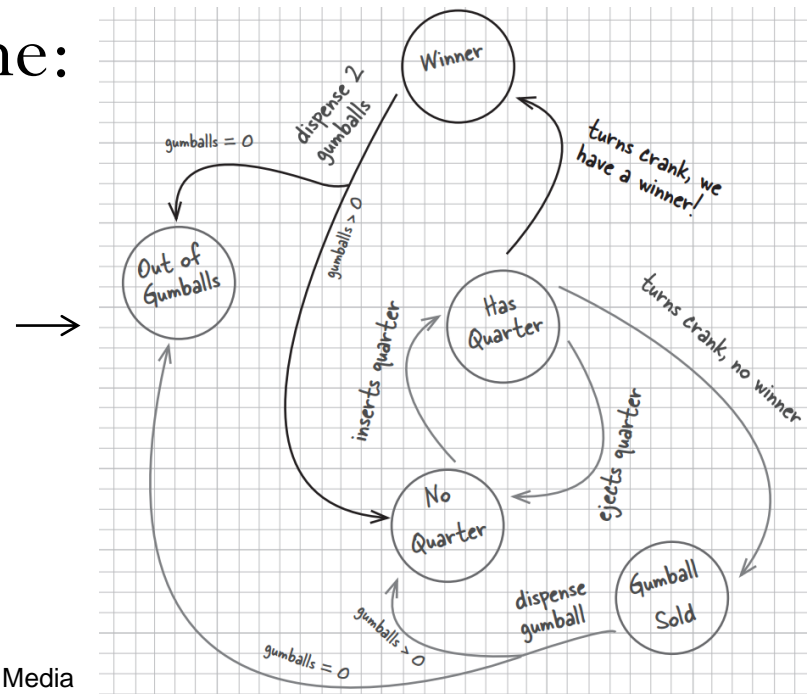 ne:
Winner
dispense 2
gumballs
gumballs = 0
turns crank, we
have a winner!
gumballs > 0
Out of
Gumballs
Has
Quarter
turns crank, no winner
inserts quarter
ejects quarter
No
Quarter
Gumball
Sold
dispense
gumball
gumballs > 0
gumballs = 0
Media